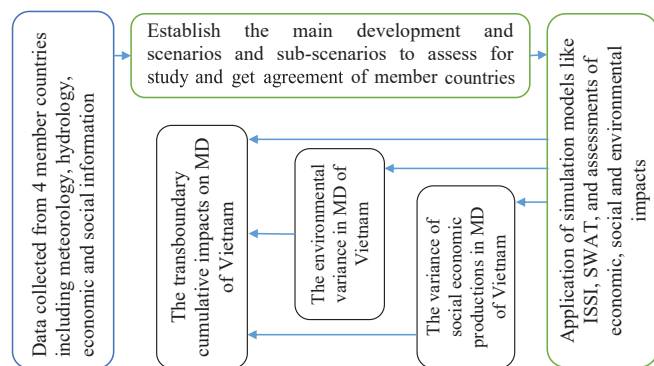 Data collected from 4 member countries
including meteorology, hydrology,
economic and social information
Establish the main development and
scenarios and sub-scenarios to assess for
study and get agreement of member countries
Application of simulation models like
ISSI, SWAT, and assessments of
economic, social and environmental
impacts
The transboundary
cumulative impacts on MD
of Vietnam
The environmental
variance in MD of
Vietnam
The variance of
social economic
productions in MD
of Vietnam